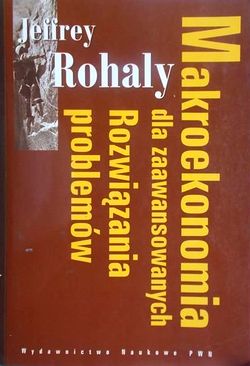 Jeffrey
Rohaly
Makroekonomia
dla zaawansowanych
Rozwiązania
problemów
Wydawnictwo Naukowe PWN